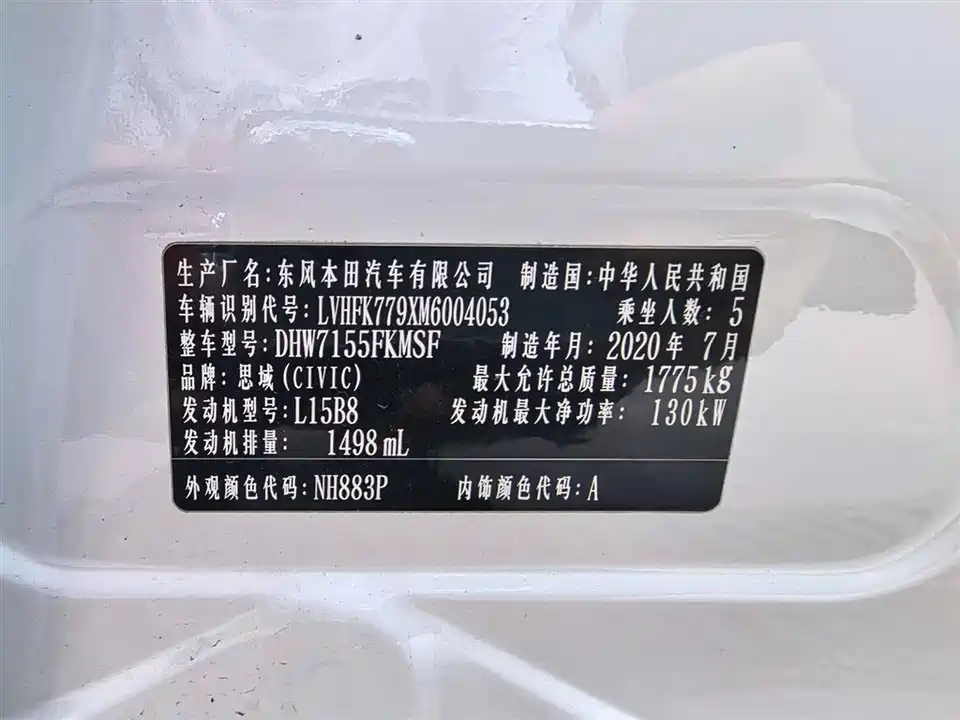 生产厂名:东风本田汽车有限公司 制造国:中华人民共和国
车辆识别代号:LVHFK779XM6004053 乘坐人数:5
整车型号:DHW7155FKMSF 制造年月:2020年 7月
品牌:思域(CIVIC) 最大允许总质量:1775kg
发动机型号:L15B8 发动机最大净功率:130kW
发动机排量: 1498mL
外观颜色代码:NH883P 内饰颜色代码:A